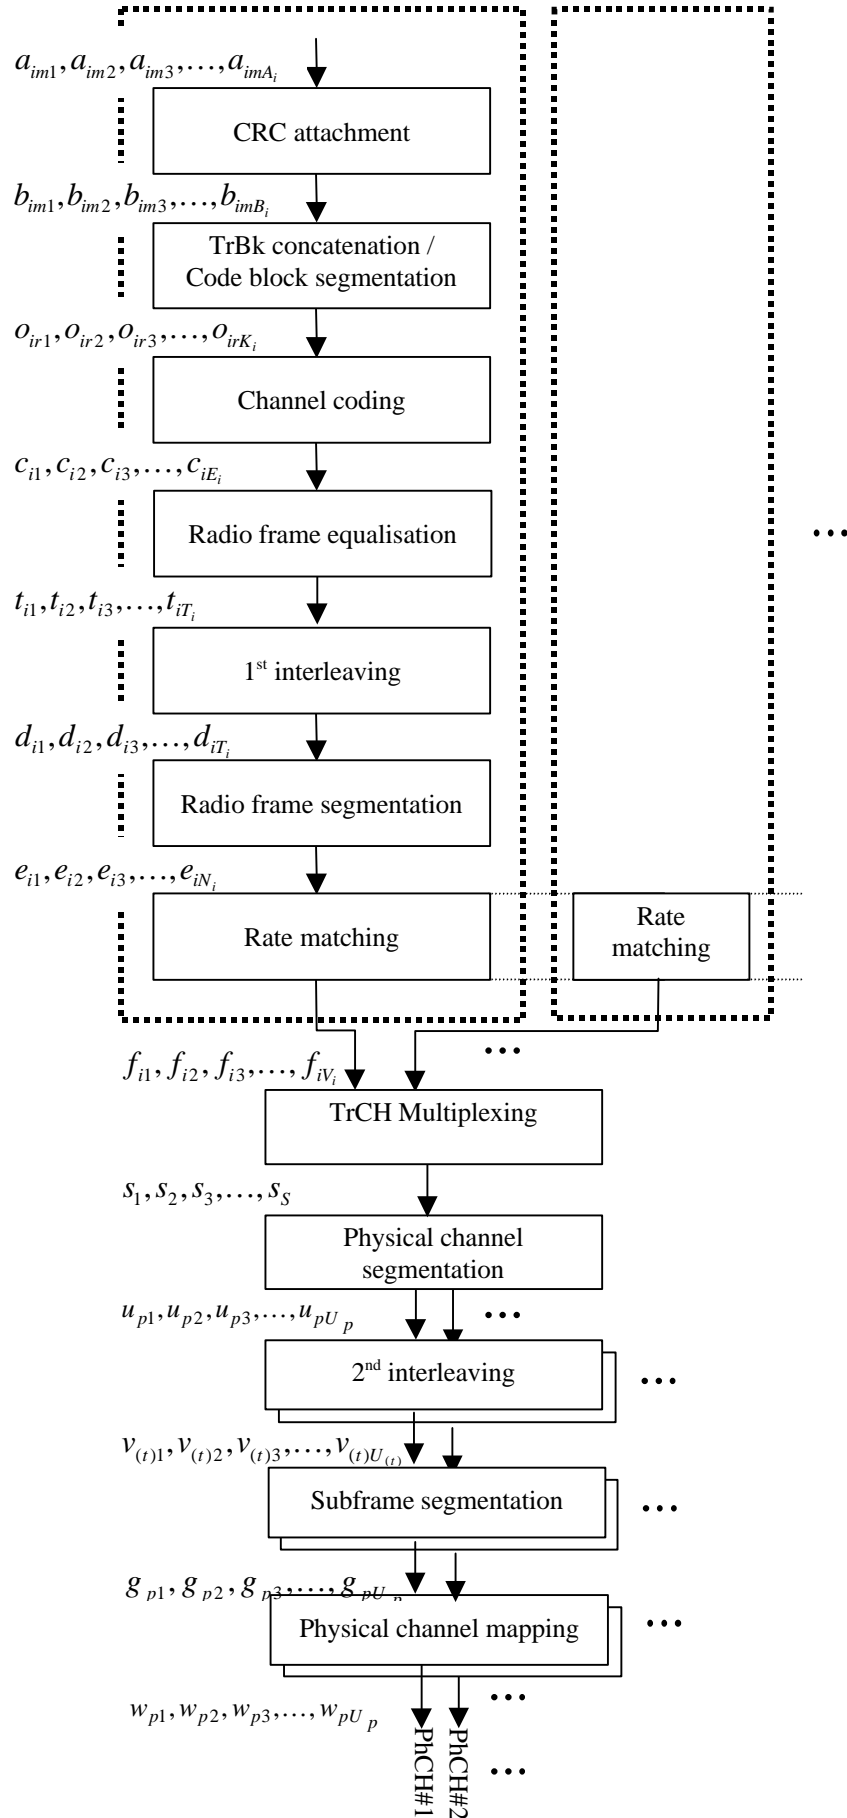 a_{im1}, a_{im2}, a_{im3}, …, a_{imA_i}
CRC attachment
b_{im1}, b_{im2}, b_{im3}, …, b_{imB_i}
TrBk concatenation /
Code block segmentation
o_{ir1}, o_{ir2}, o_{ir3}, …, o_{irK_i}
Channel coding
c_{i1}, c_{i2}, c_{i3}, …, c_{iE_i}
Radio frame equalisation
…
t_{i1}, t_{i2}, t_{i3}, …, t_{iT_i}
1st interleaving
d_{i1}, d_{i2}, d_{i3}, …, d_{iT_i}
Radio frame segmentation
e_{i1}, e_{i2}, e_{i3}, …, e_{iN_i}
Rate matching
Rate
matching
…
f_{i1}, f_{i2}, f_{i3}, …, f_{iV_i}
TrCH Multiplexing
s_1, s_2, s_3, …, s_S
Physical channel
segmentation
u_{p1}, u_{p2}, u_{p3}, …, u_{pU_p}
…
2nd interleaving
…
v_{(t)1}, v_{(t)2}, v_{(t)3}, …, v_{(t)U_{(t)}}
Subframe segmentation
…
g_{p1}, g_{p2}, g_{p3}, …, g_{pU_p}
Physical channel mapping
…
w_{p1}, w_{p2}, w_{p3}, …, w_{pU_p}
…
PhCH#1
PhCH#2
…